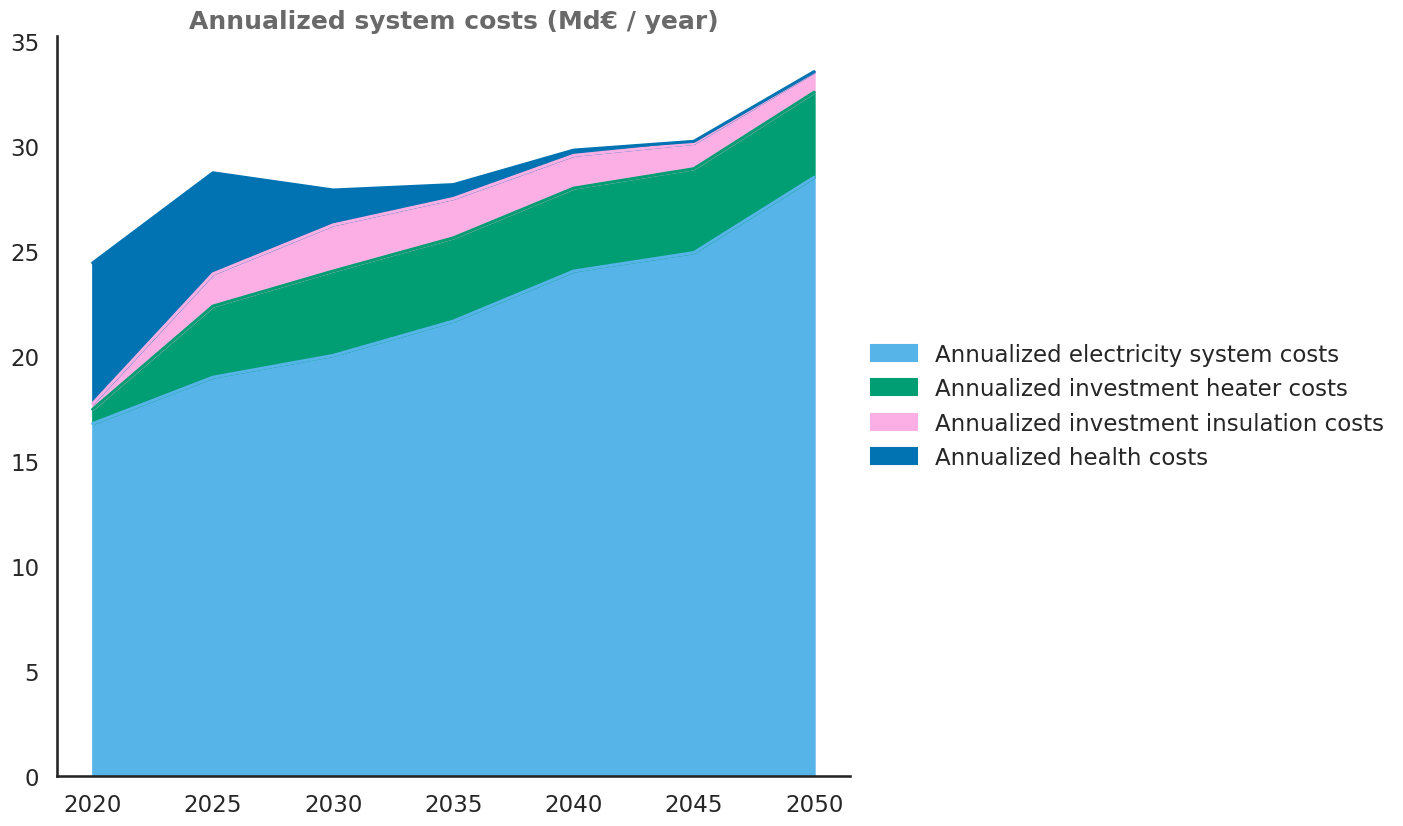 Annualized system costs (Md€ / year)
35
30
25
20
15
10
5
0
2020 2025 2030 2035 2040 2045 2050
Annualized electricity system costs
Annualized investment heater costs
Annualized investment insulation costs
Annualized health costs